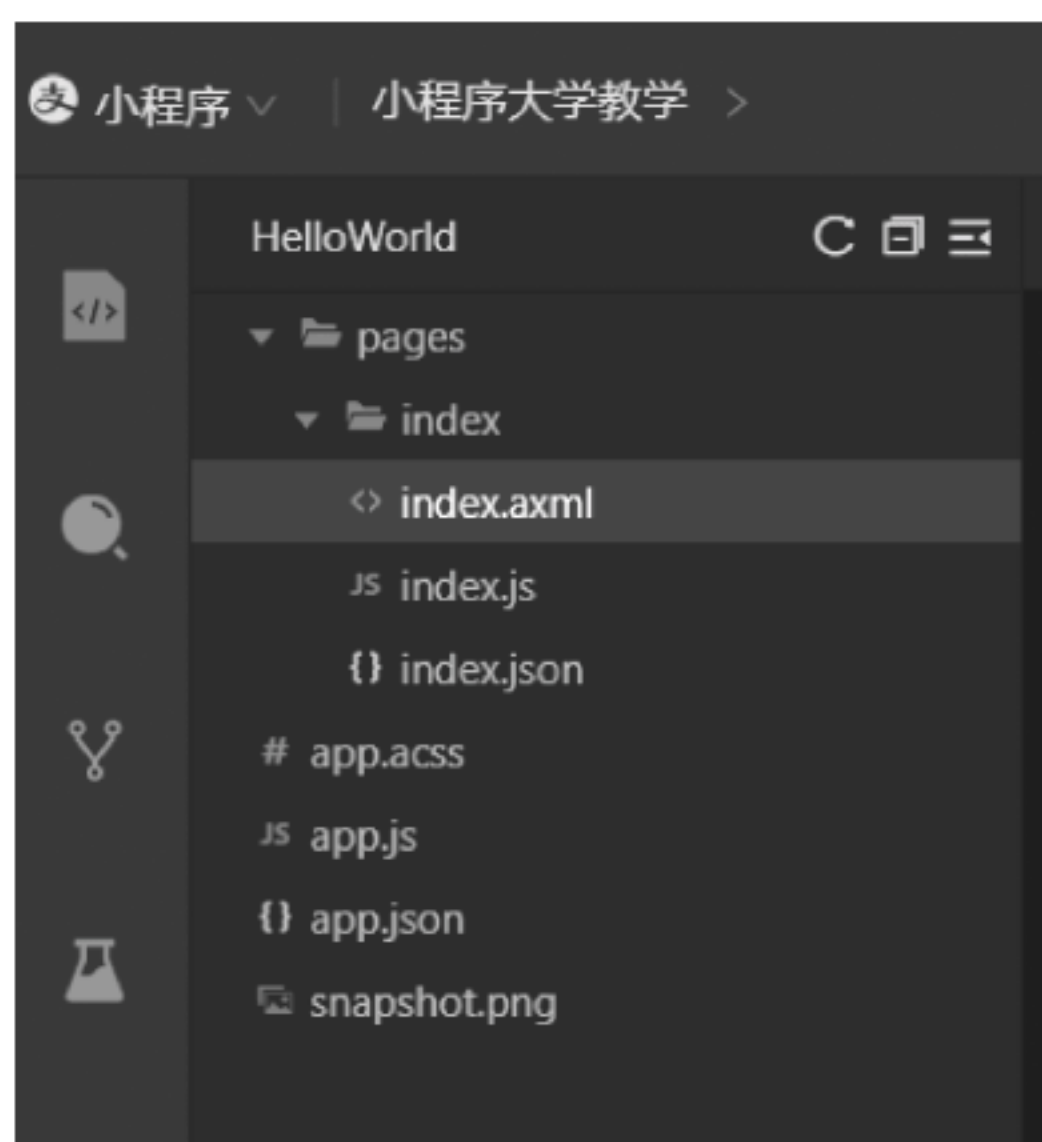 支 小程序 小程序大学教学 >
HelloWorld
</> pages
index
<> index.axml
JS index.js
{} index.json
# app.acss
JS app.js
{} app.json
snapshot.png